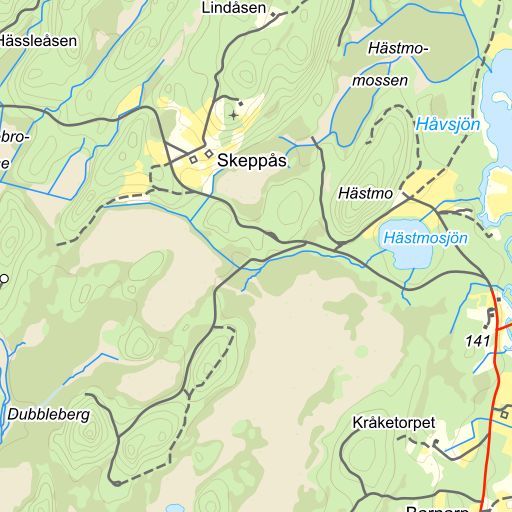 Lindåsen
Hässleåsen
Hästmo-
mossen
Håvsjön
Skeppås
Hästmo
Hästmosjön
141
Dubbleberg
Kråketorpet